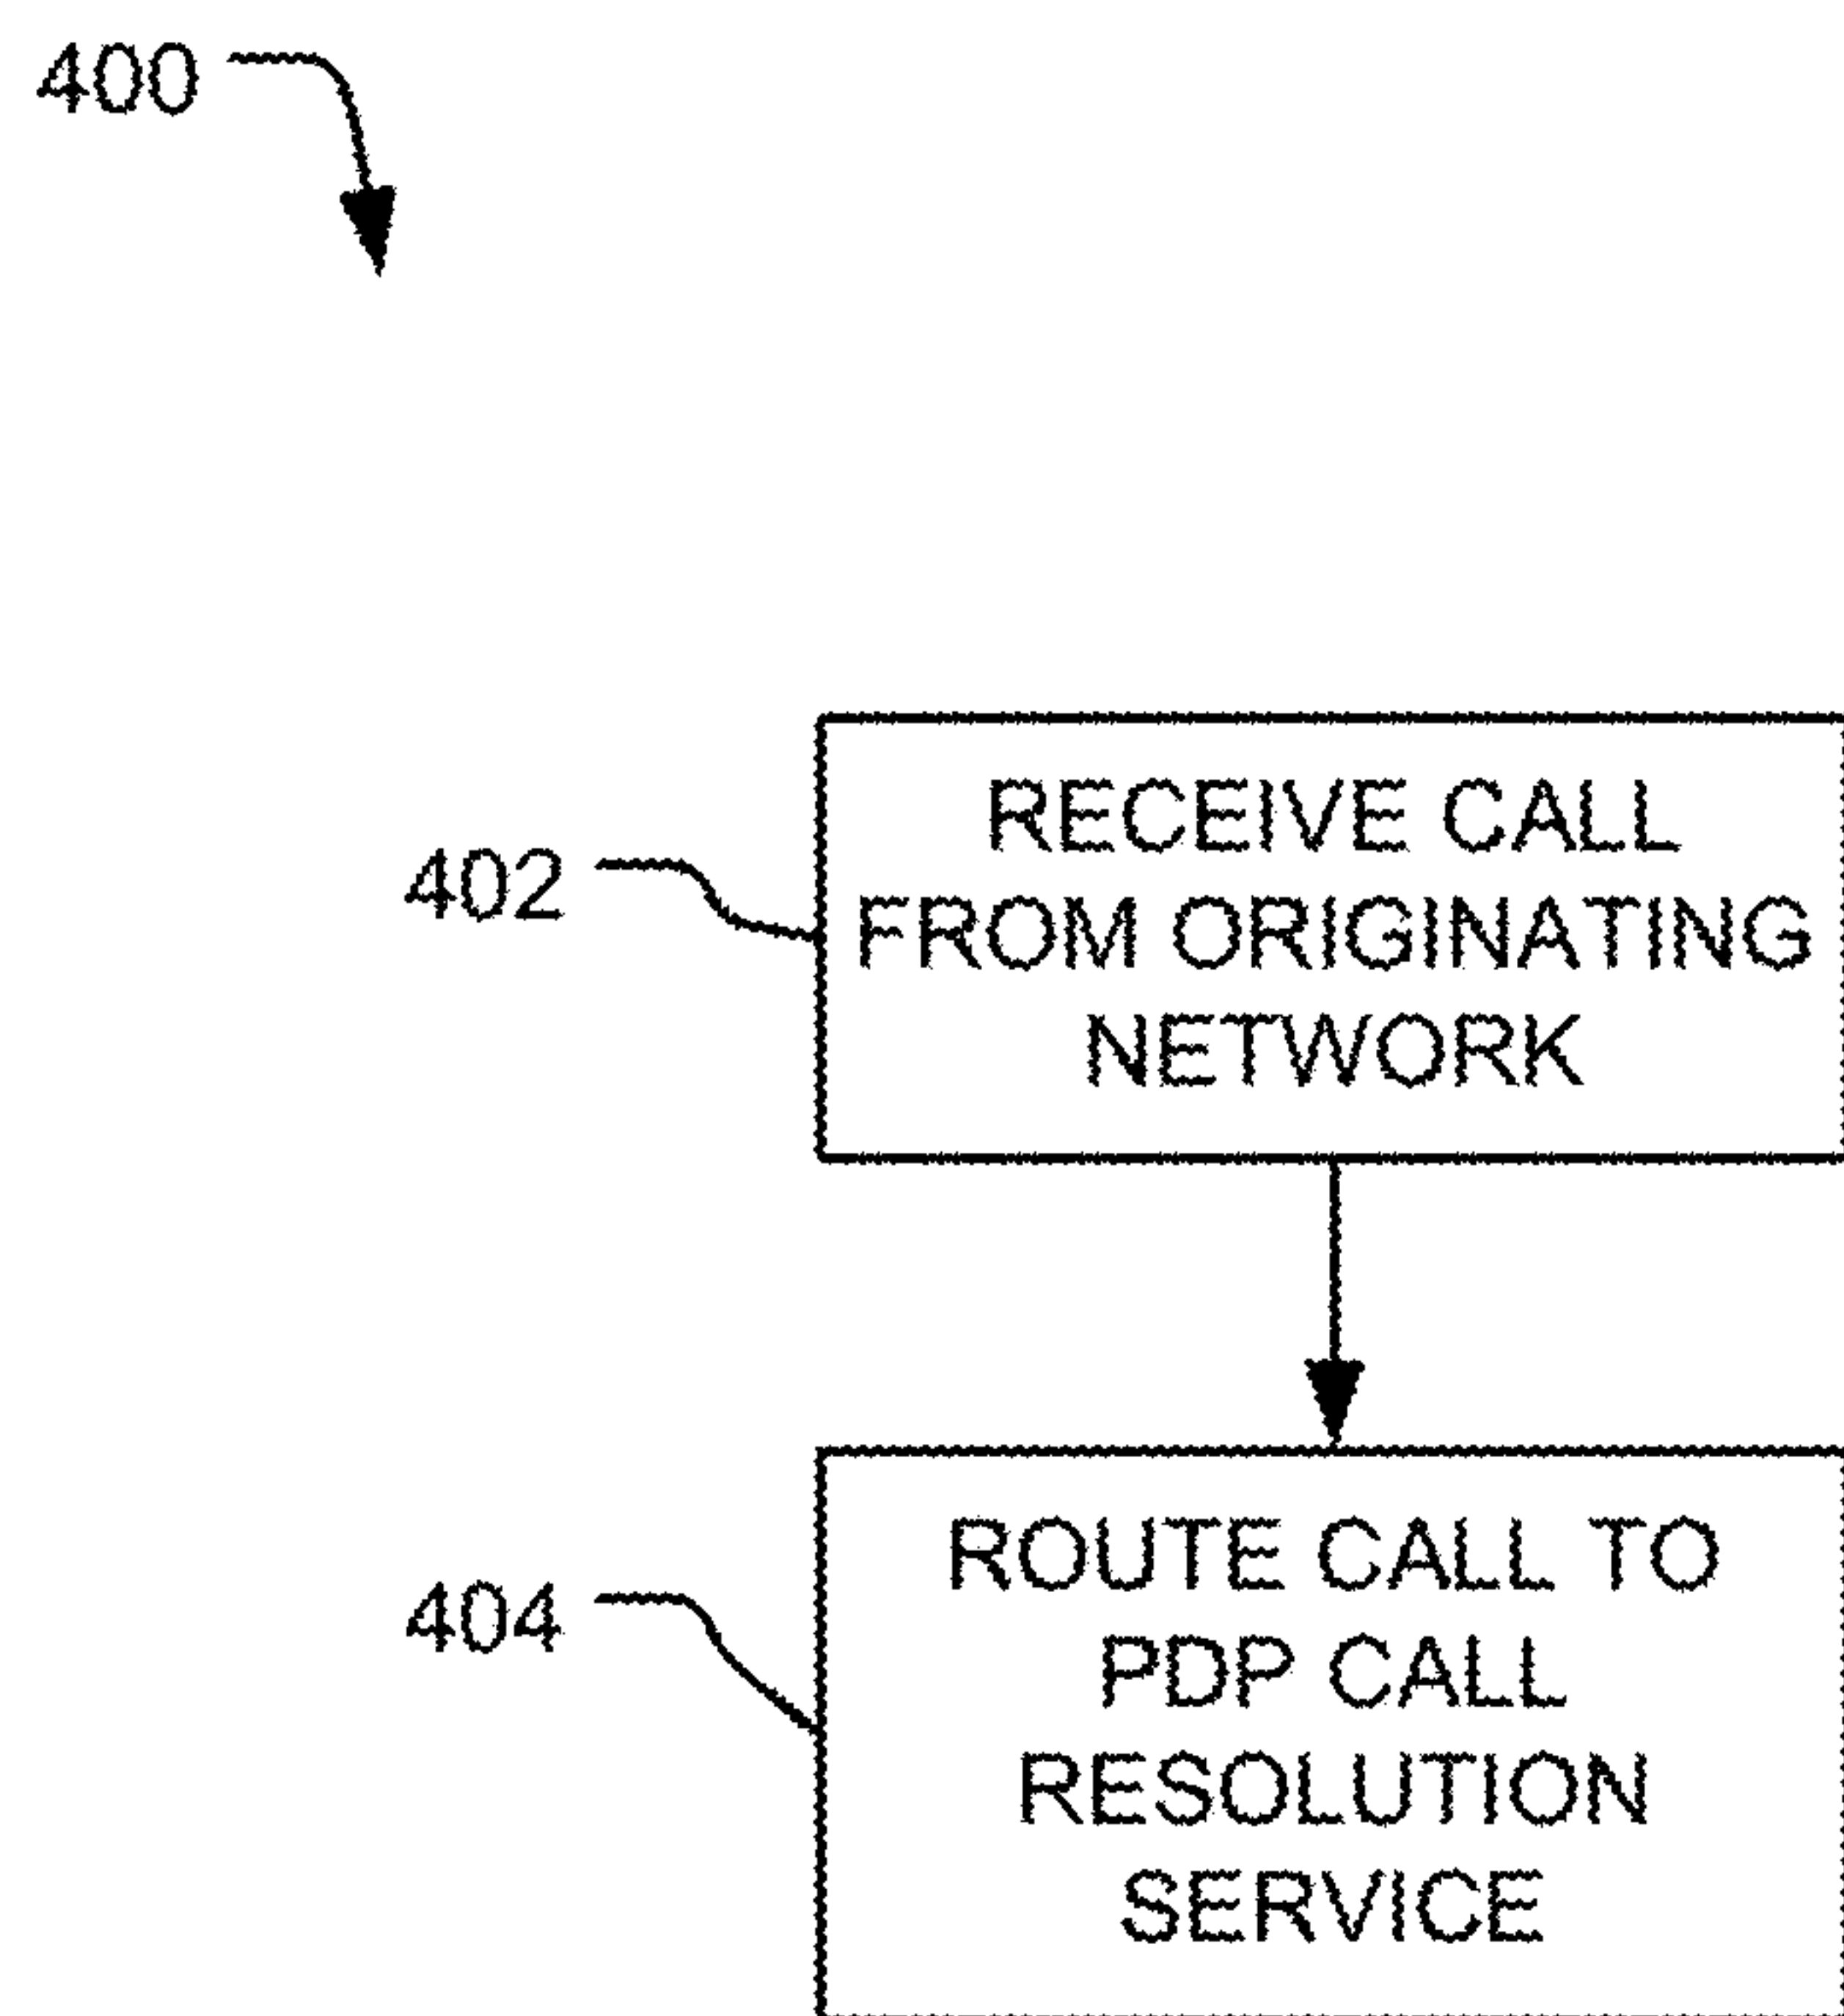 400
402
RECEIVE CALL
FROM ORIGINATING
NETWORK
404
ROUTE CALL TO
PDP CALL
RESOLUTION
SERVICE